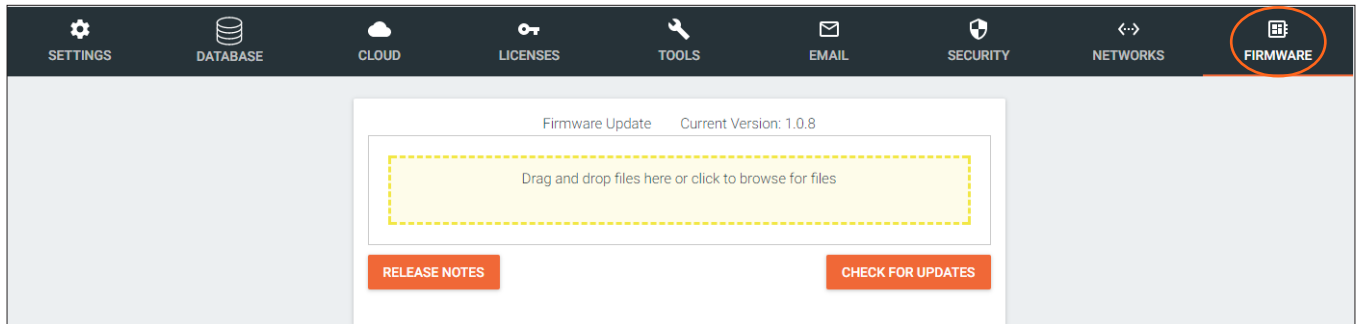 SETTINGS DATABASE CLOUD LICENSES TOOLS EMAIL SECURITY NETWORKS FIRMWARE
Firmware Update Current Version: 1.0.8
Drag and drop files here or click to browse for files
RELEASE NOTES CHECK FOR UPDATES